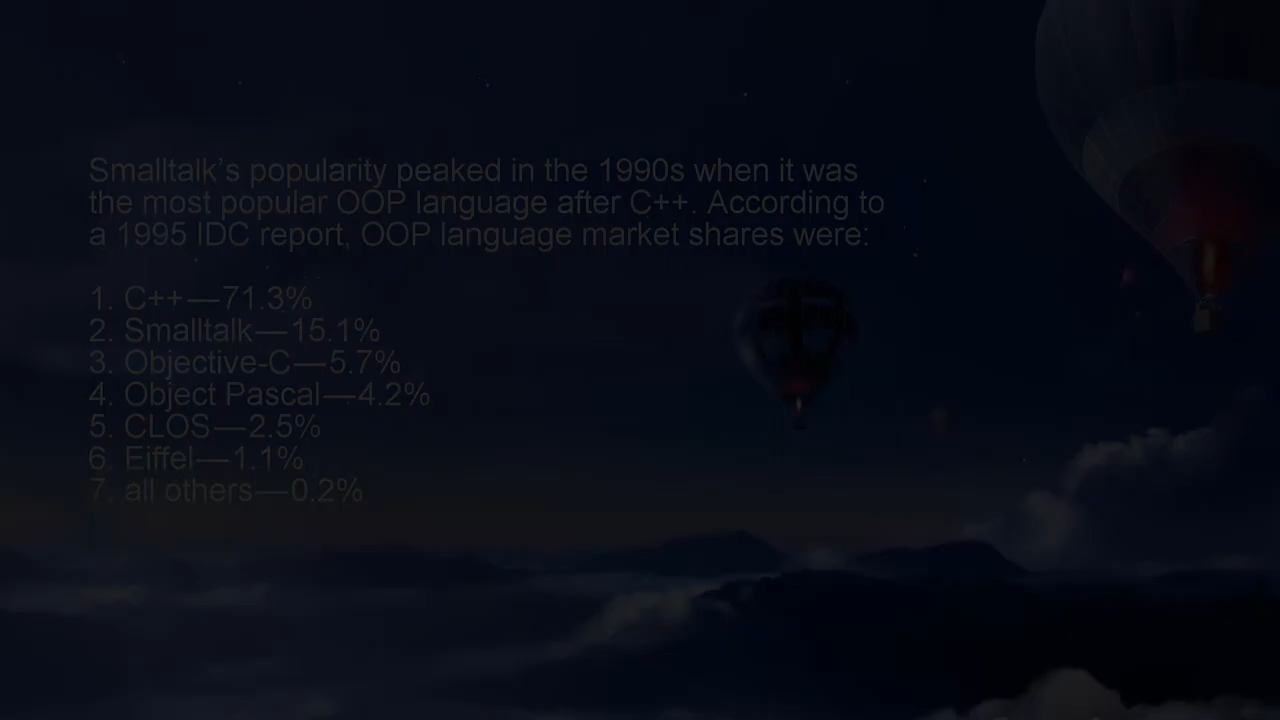 Smalltalk's popularity peaked in the 1990s when it was
the most popular OOP language after C++. According to
a 1995 IDC report, OOP language market shares were:
1. C++—71.3%
2. Smalltalk—15.1%
3. Objective-C—5.7%
4. Object Pascal—4.2%
5. CLOS—2.5%
6. Eiffel—1.1%
7. all others—0.2%